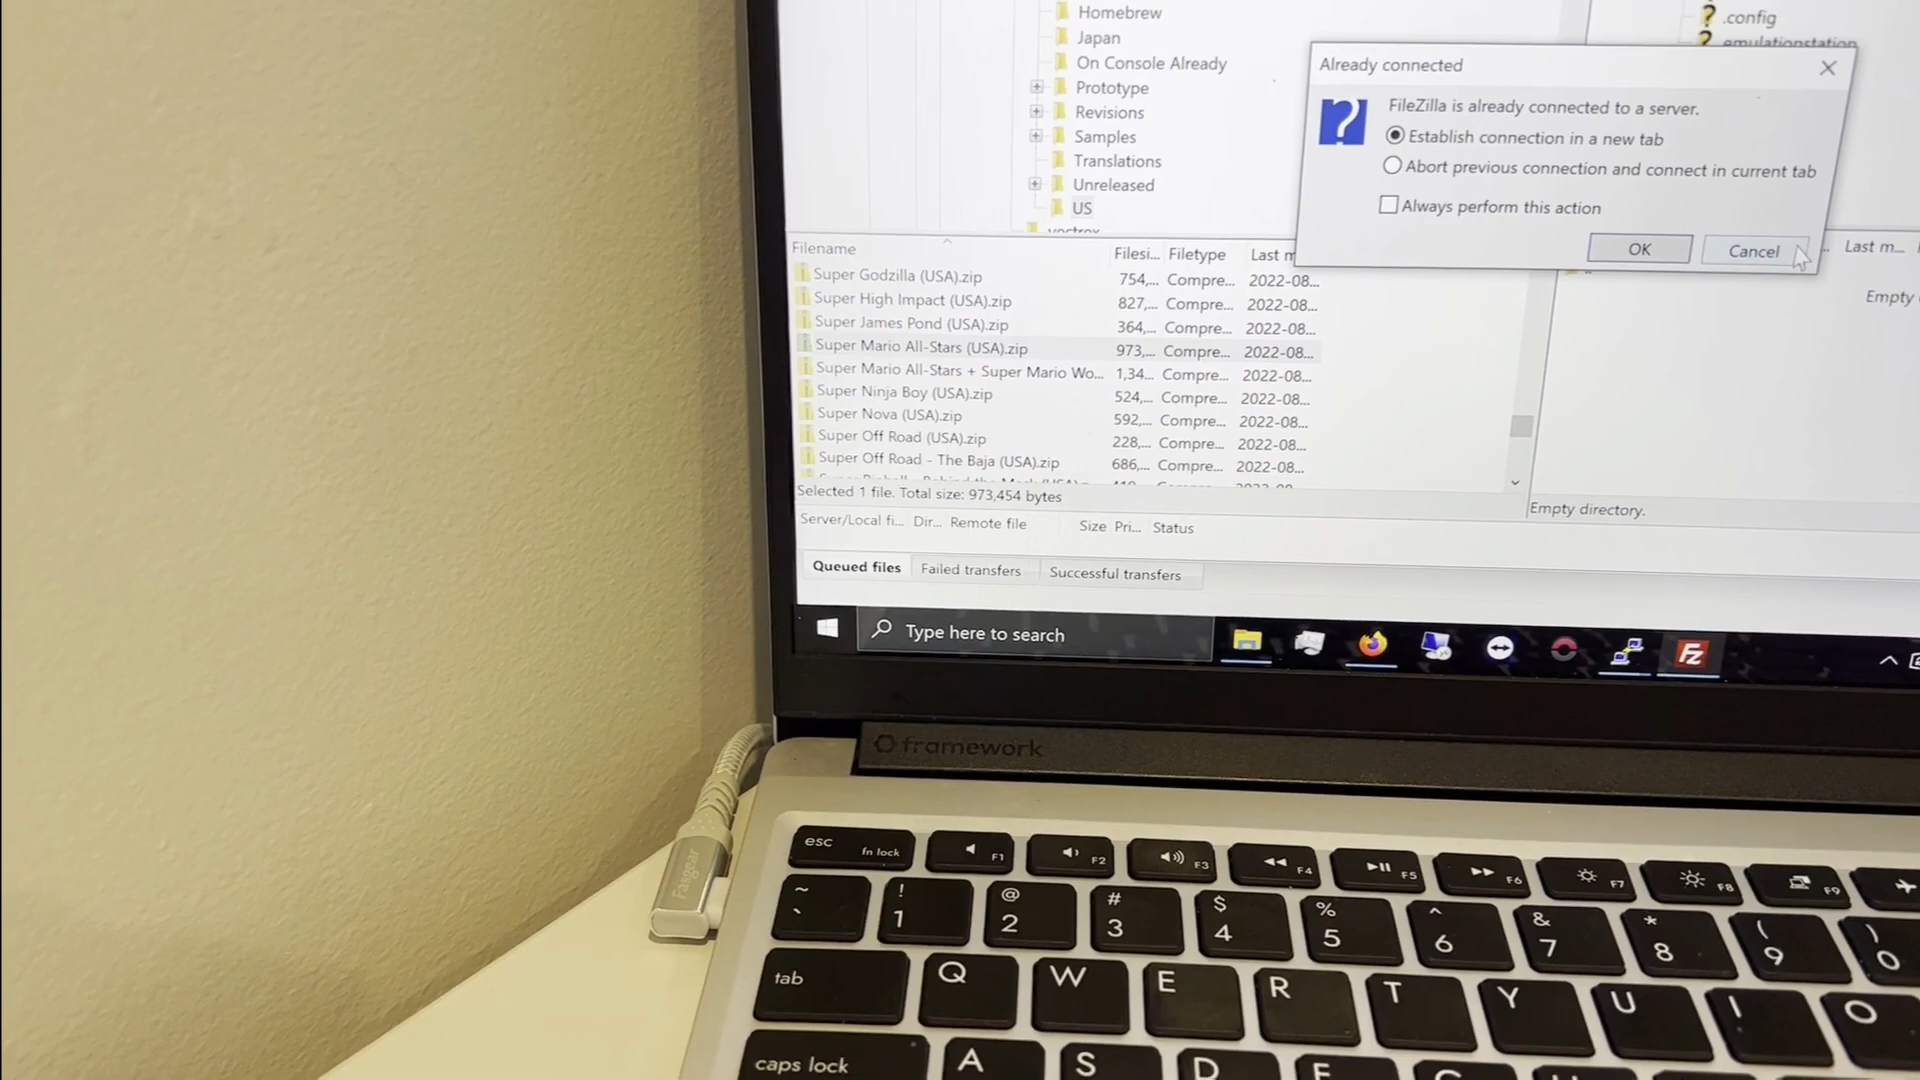 Homebrew
Japan
On Console Already
Prototype
Revisions
Samples
Translations
Unreleased
US
.config
emulationstation
Already connected
FileZilla is already connected to a server.
Establish connection in a new tab
Abort previous connection and connect in current tab
Always perform this action
OK
Cancel
Filename Filesi... Filetype Last m
Super Godzilla (USA).zip 754,... Compre... 2022-08...
Super High Impact (USA).zip 827,... Compre... 2022-08...
Super James Pond (USA).zip 364,... Compre... 2022-08...
Super Mario All-Stars (USA).zip 973,... Compre... 2022-08...
Super Mario All-Stars + Super Mario Wo... 1,34... Compre... 2022-08...
Super Ninja Boy (USA).zip 524,... Compre... 2022-08...
Super Nova (USA).zip 592,... Compre... 2022-08...
Super Off Road (USA).zip 228,... Compre... 2022-08...
Super Off Road - The Baja (USA).zip 686,... Compre... 2022-08...
Selected 1 file. Total size: 973,454 bytes
Last m...
Empty
Empty directory.
Server/Local fi... Dir... Remote file Size Pri... Status
Queued files Failed transfers Successful transfers
Type here to search
Fz
framework
Fasgear
esc fn lock F1 F2 F3 F4 F5 F6 F7 F8 F9
~ ` ! 1 @ 2 # 3 $ 4 % 5 ^ 6 & 7 * 8 ( 9 ) 0
tab Q W E R T Y U I O
caps lock A S D F